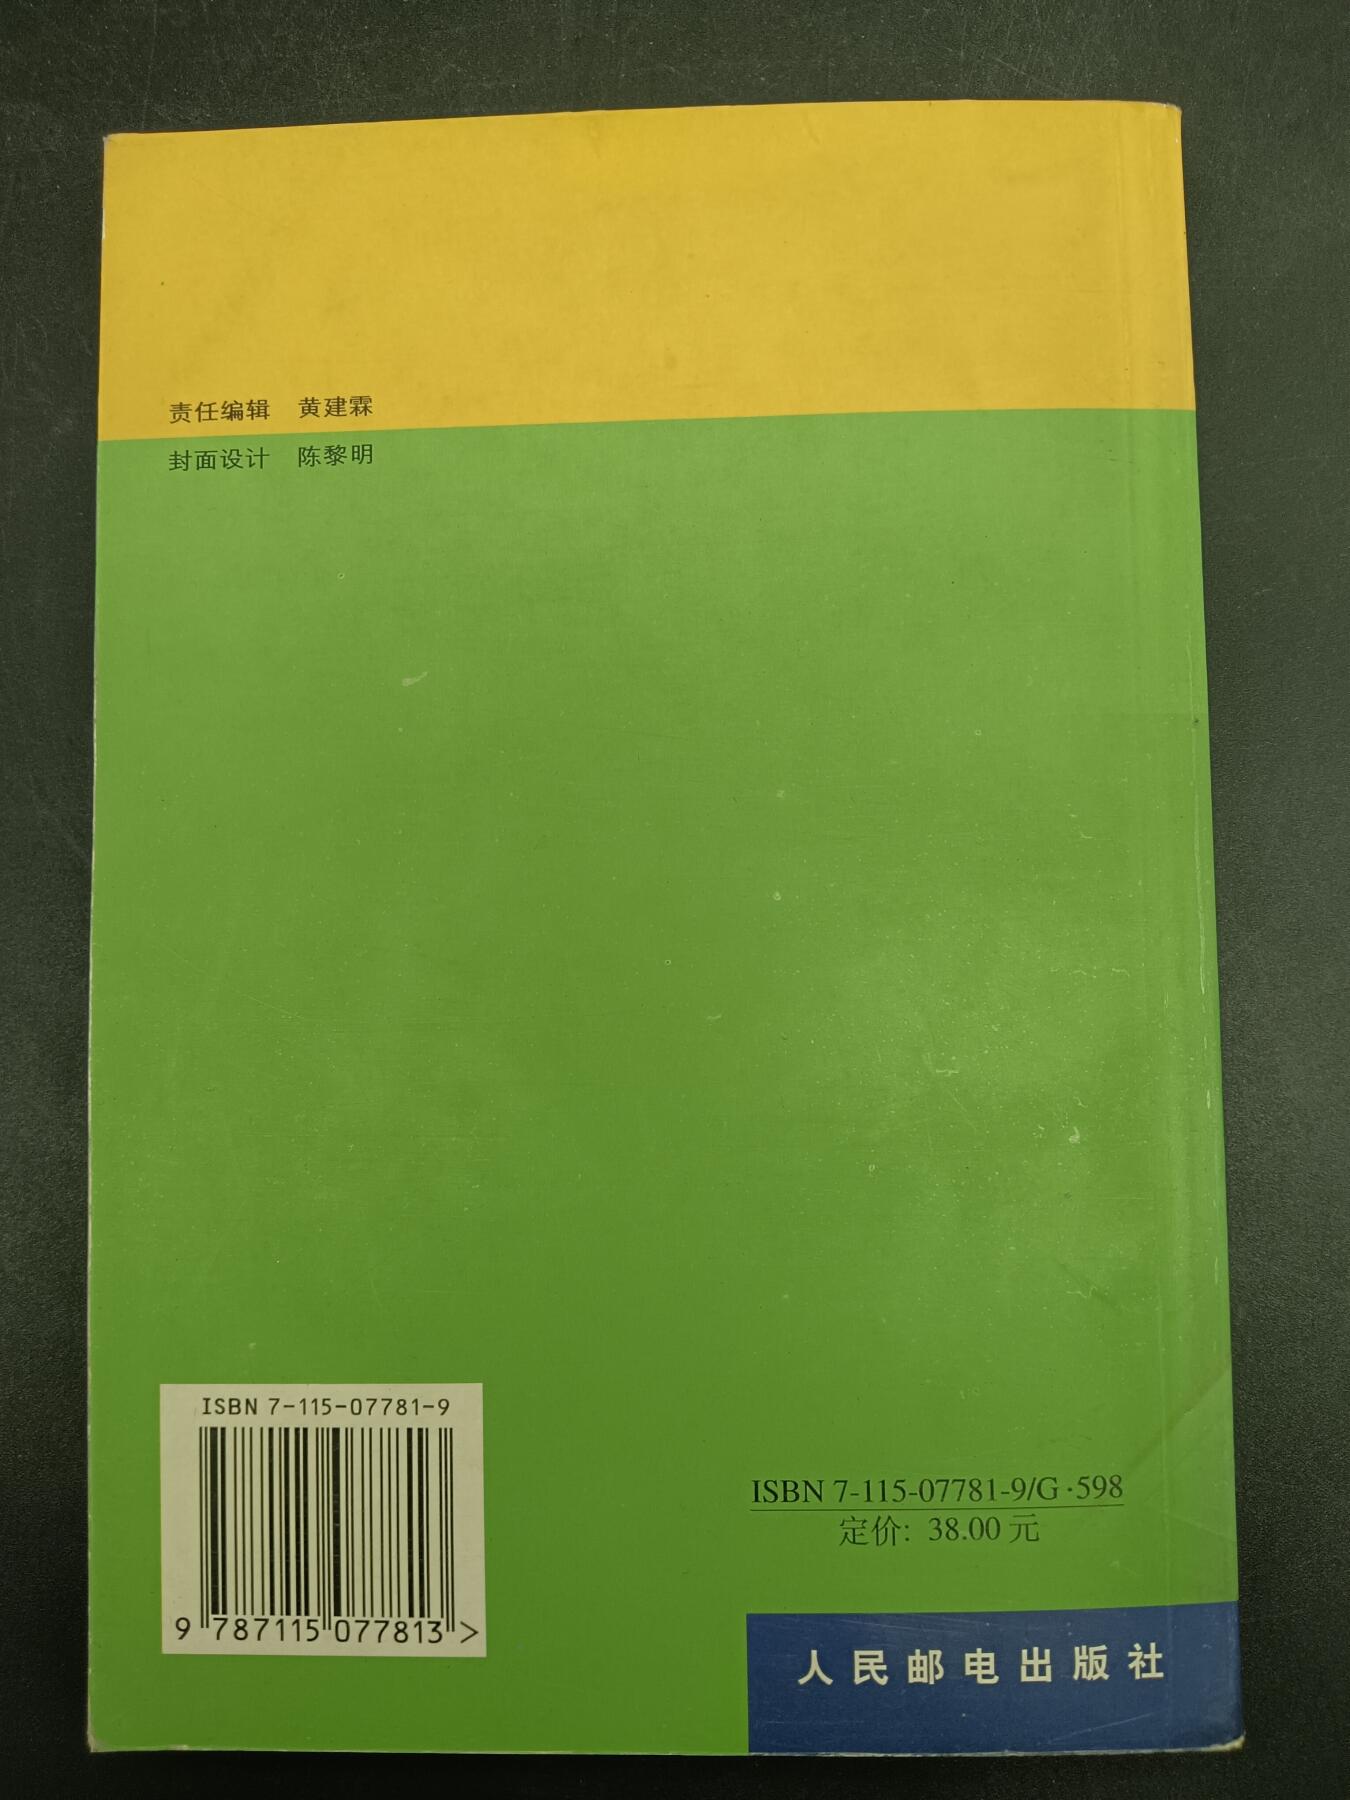 责任编辑　黄建霖
封面设计　陈黎明
ISBN 7-115-07781-9
9 787115 077813 >
ISBN 7-115-07781-9/G·598
定价: 38.00 元
人民邮电出版社